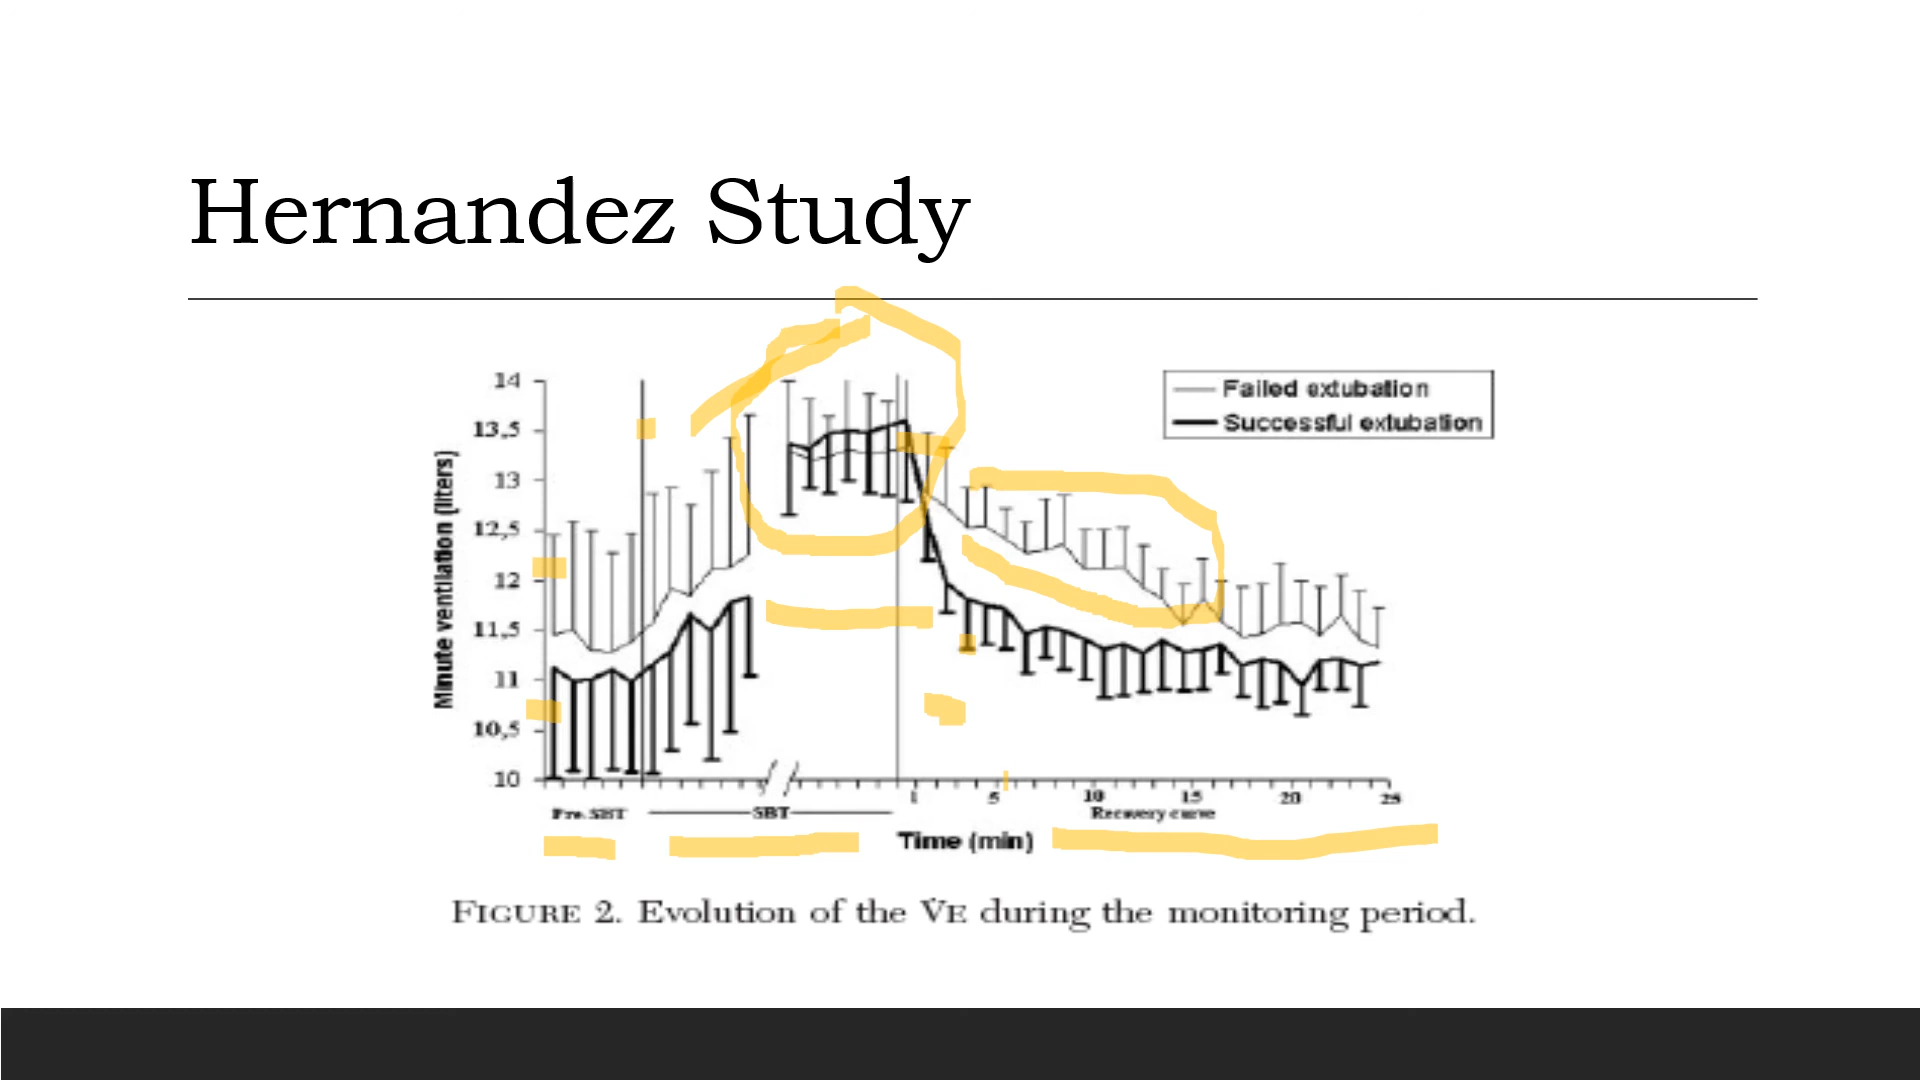 Hernandez Study
Failed extubation
Successful extubation
Minute ventilation (liters)
14
13,5
13
12,5
12
11,5
11
10,5
10
1 5 10 15 20 25
Pre. SBT SBT Recovery curve
Time (min)
FIGURE 2. Evolution of the V̇E during the monitoring period.